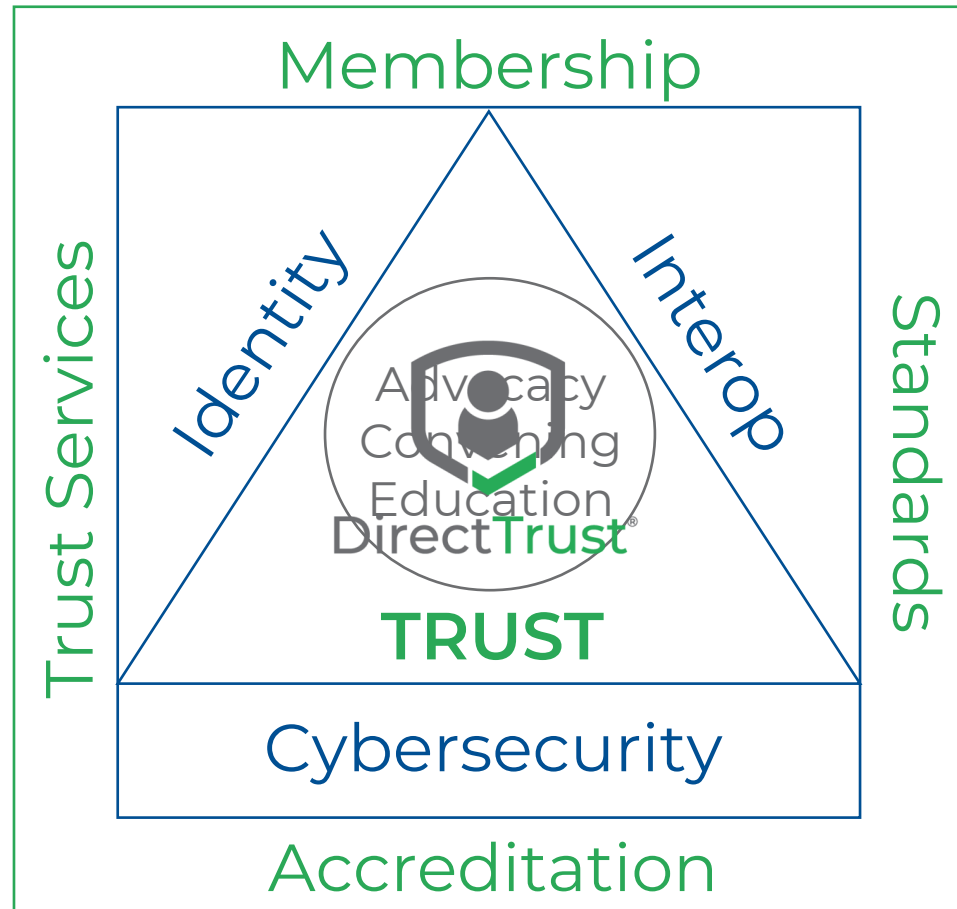 Membership
Trust Services
Identity
Interop
Standards
Advocacy
Convening
Education
DirectTrust®
TRUST
Cybersecurity
Accreditation